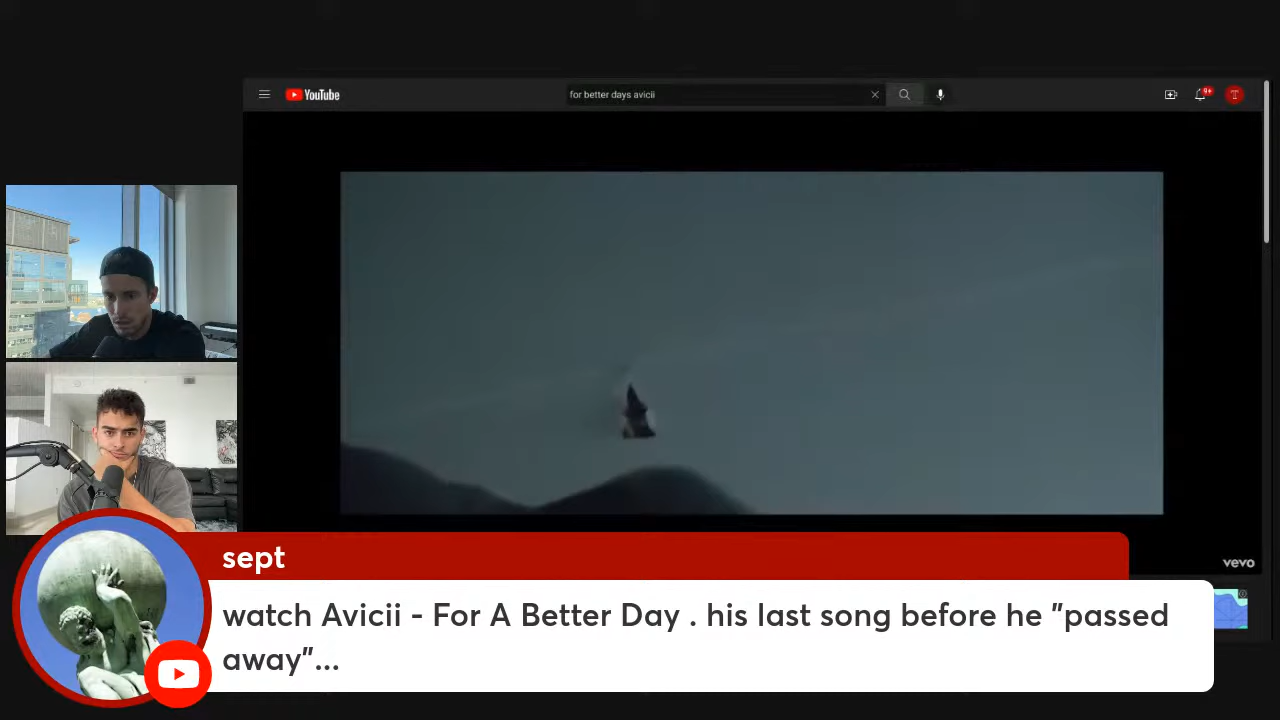 YouTube
for better days avicii
9+
T
vevo
sept
watch Avicii - For A Better Day . his last song before he "passed
away"...